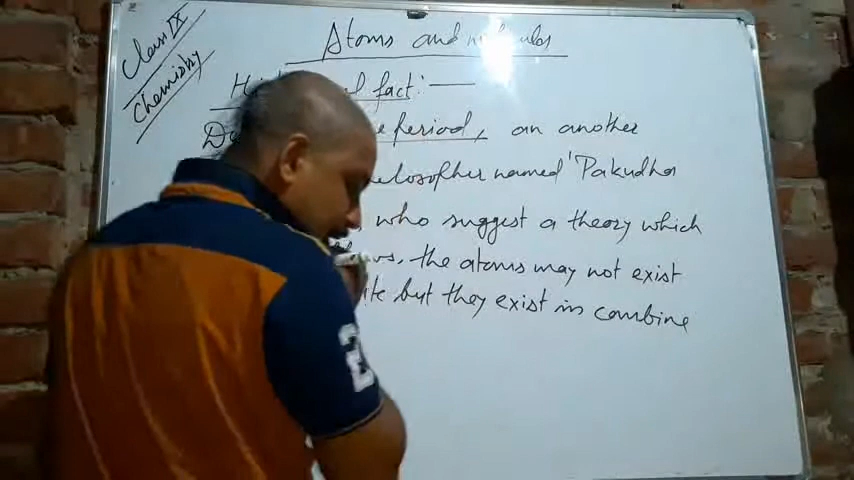 Class IX
Chemistry
Atoms and molecules
fact:—
period, an another
named 'Pakudha
who suggest a theory which
the atoms may not exist
but they exist in combine
2